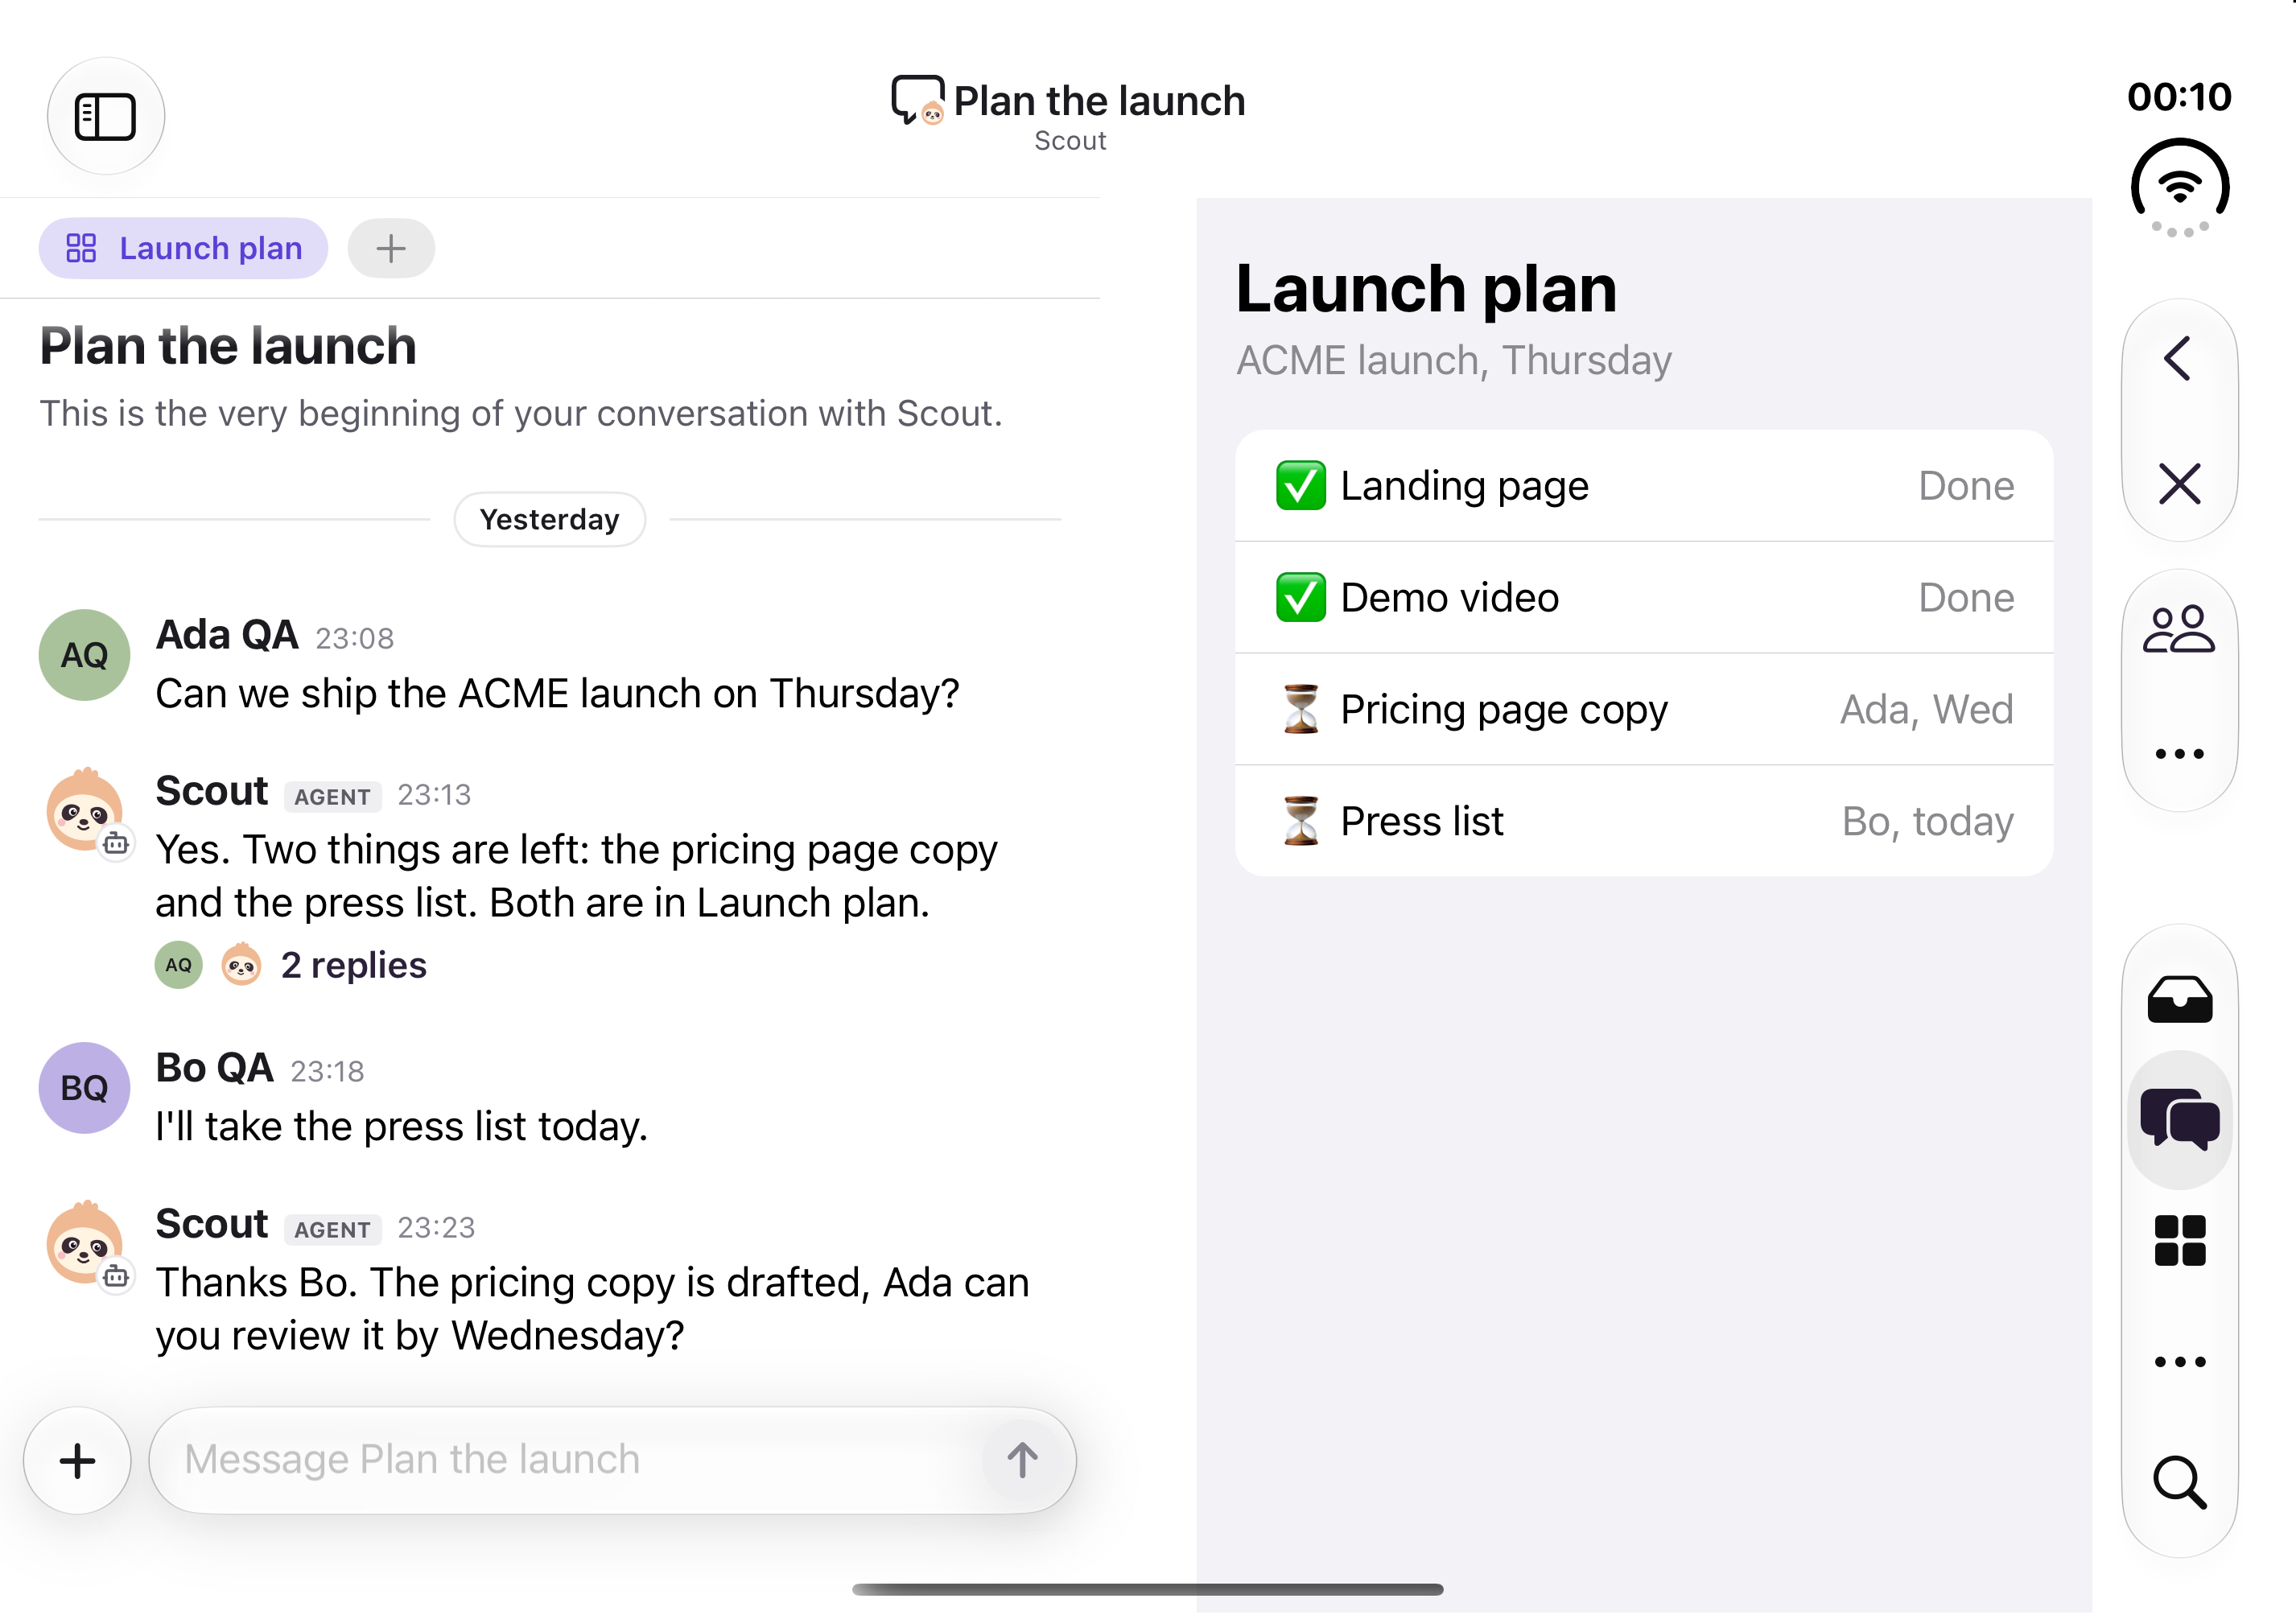 Plan the launch
Scout
00:10
Launch plan
Plan the launch
This is the very beginning of your conversation with Scout.
Yesterday
AQ
Ada QA 23:08
Can we ship the ACME launch on Thursday?
Scout AGENT 23:13
Yes. Two things are left: the pricing page copy
and the press list. Both are in Launch plan.
AQ 2 replies
BQ
Bo QA 23:18
I'll take the press list today.
Scout AGENT 23:23
Thanks Bo. The pricing copy is drafted, Ada can
you review it by Wednesday?
Message Plan the launch
Launch plan
ACME launch, Thursday
Landing page Done
Demo video Done
Pricing page copy Ada, Wed
Press list Bo, today